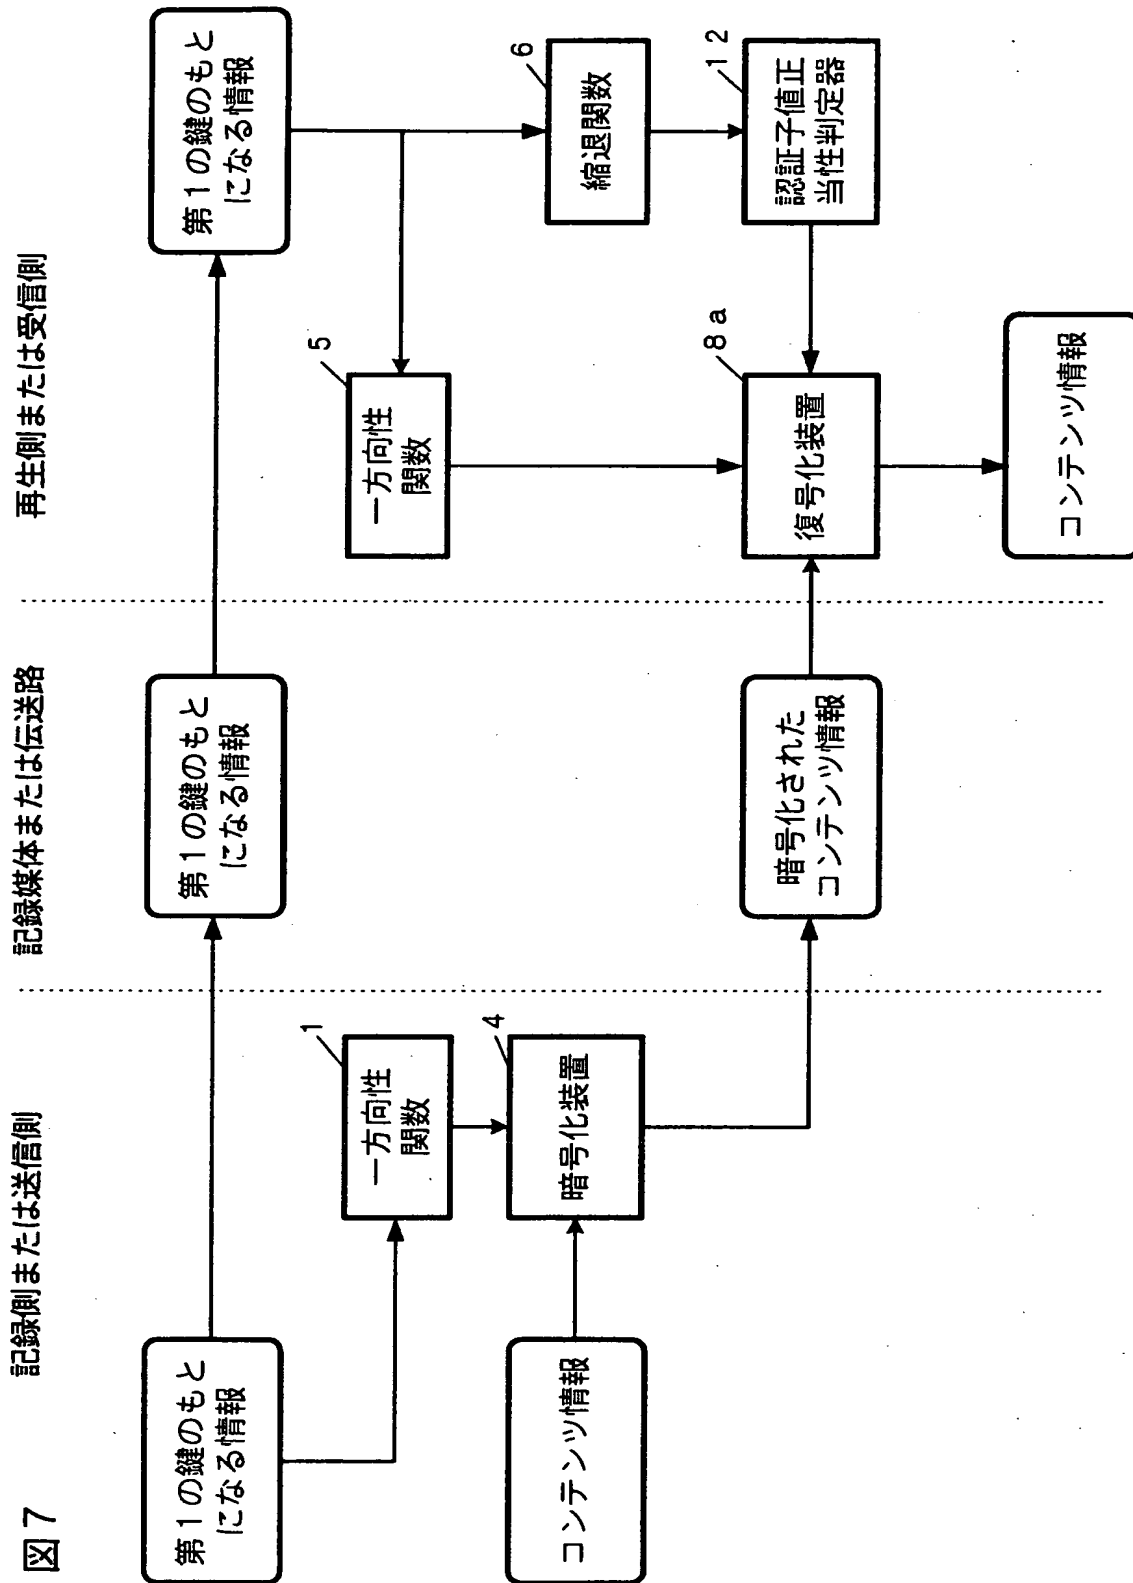 図7
記録側または送信側
記録媒体または伝送路
再生側または受信側
第1の鍵のもと
になる情報
第1の鍵のもと
になる情報
第1の鍵のもと
になる情報
1
一方向性
関数
5
一方向性
関数
6
縮退関数
コンテンツ情報
4
暗号化装置
暗号化された
コンテンツ情報
8a
復号化装置
12
認証子値正
当性判定器
コンテンツ情報